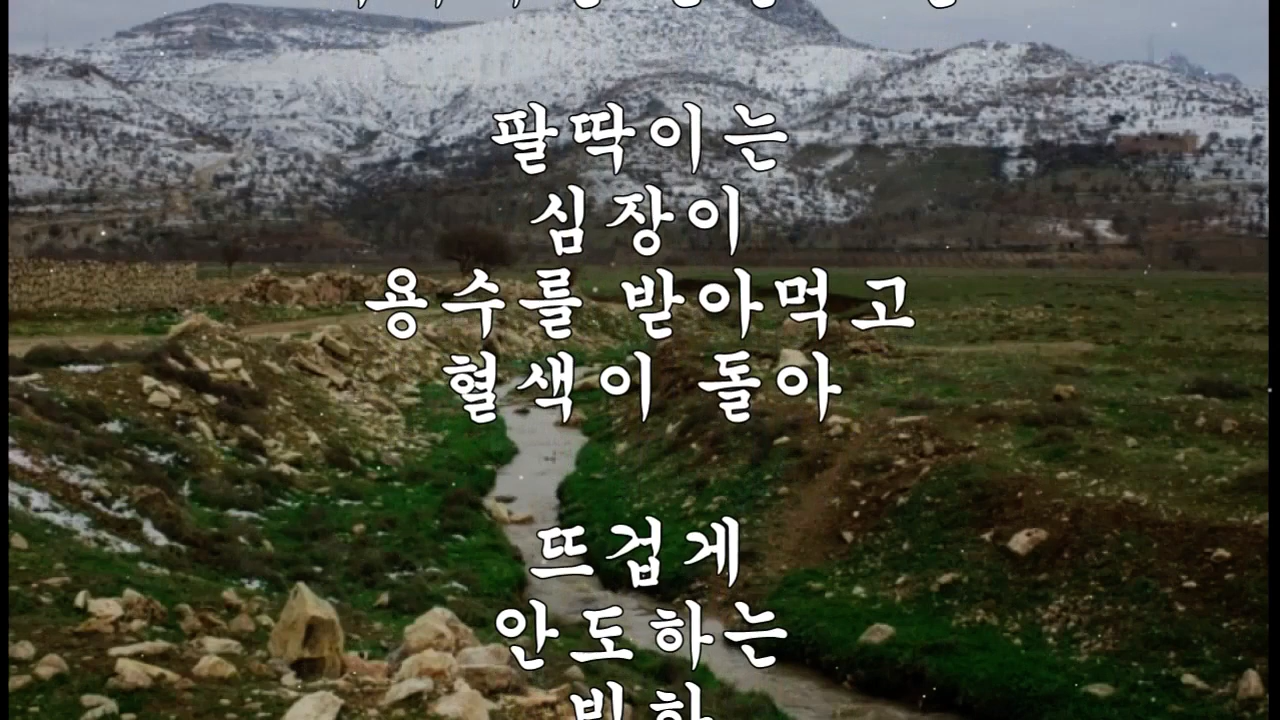 팔딱이는
심장이
용수를 받아먹고
혈색이 돌아
뜨겁게
안도하는